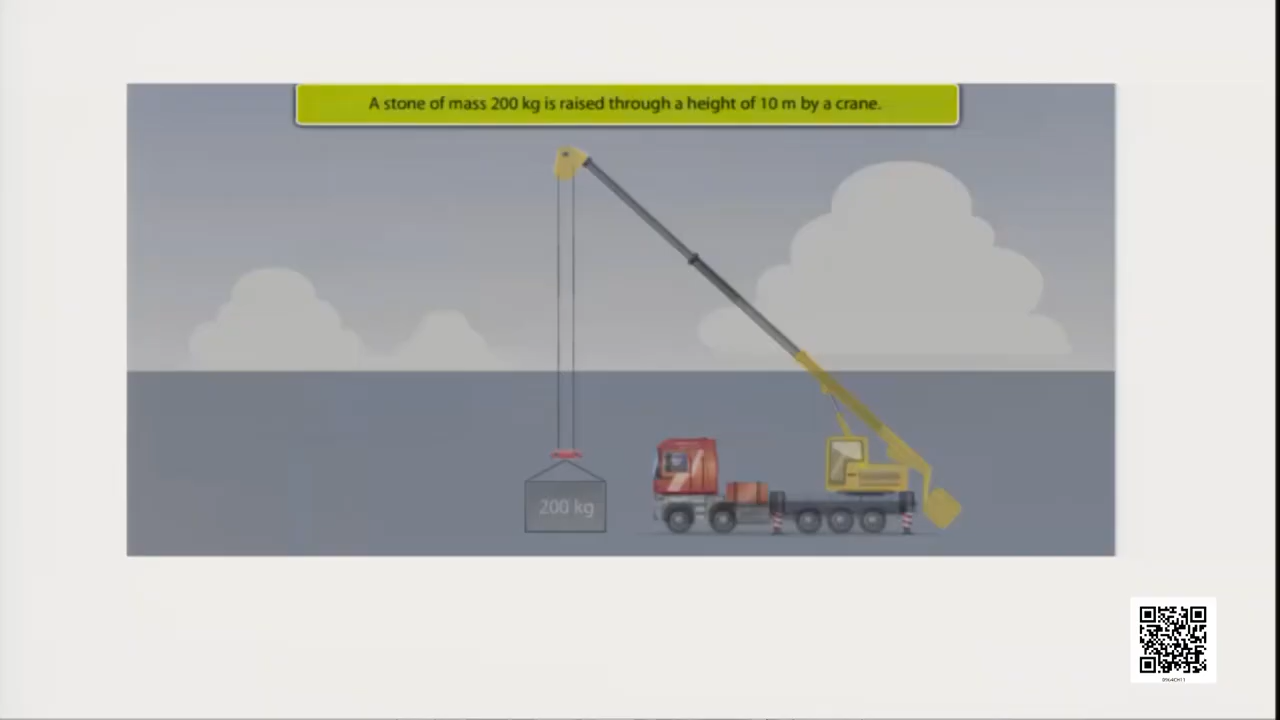 A stone of mass 200 kg is raised through a height of 10 m by a crane.
200 kg